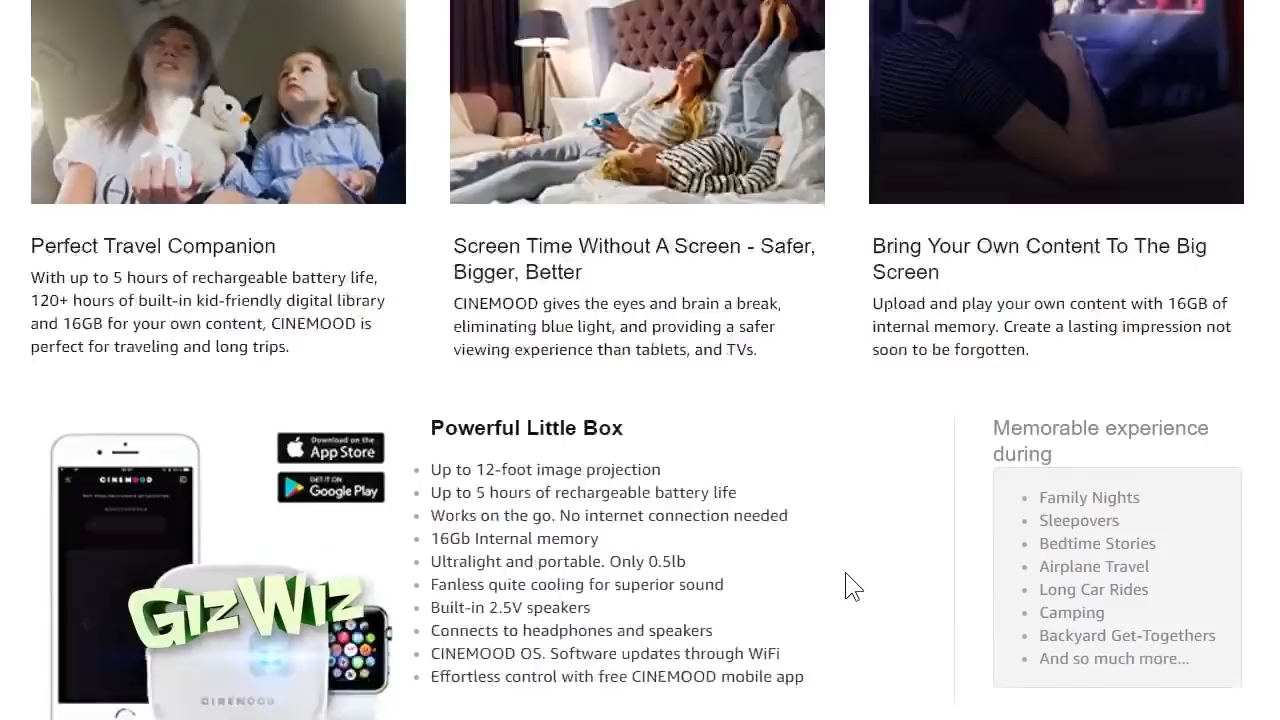 Perfect Travel Companion
With up to 5 hours of rechargeable battery life,
120+ hours of built-in kid-friendly digital library
and 16GB for your own content, CINEMOOD is
perfect for traveling and long trips.
Screen Time Without A Screen - Safer,
Bigger, Better
CINEMOOD gives the eyes and brain a break,
eliminating blue light, and providing a safer
viewing experience than tablets, and TVs.
Bring Your Own Content To The Big
Screen
Upload and play your own content with 16GB of
internal memory. Create a lasting impression not
soon to be forgotten.
CINEMOOD
Download on the
App Store
GET IT ON
Google Play
GizWiz
CINEMOOD
Powerful Little Box
• Up to 12-foot image projection
• Up to 5 hours of rechargeable battery life
• Works on the go. No internet connection needed
• 16Gb Internal memory
• Ultralight and portable. Only 0.5lb
• Fanless quite cooling for superior sound
• Built-in 2.5V speakers
• Connects to headphones and speakers
• CINEMOOD OS. Software updates through WiFi
• Effortless control with free CINEMOOD mobile app
Memorable experience
during
• Family Nights
• Sleepovers
• Bedtime Stories
• Airplane Travel
• Long Car Rides
• Camping
• Backyard Get-Togethers
• And so much more...